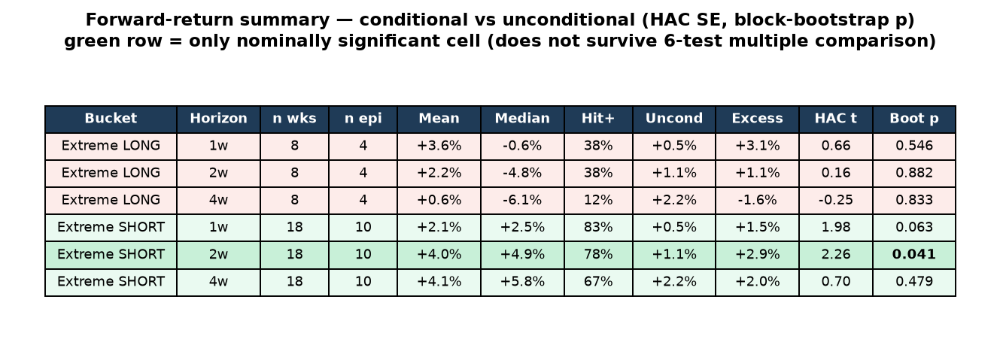 Forward-return summary — conditional vs unconditional (HAC SE, block-bootstrap p)
green row = only nominally significant cell (does not survive 6-test multiple comparison)
Bucket Horizon n wks n epi Mean Median Hit+ Uncond Excess HAC t Boot p
Extreme LONG 1w 8 4 +3.6% -0.6% 38% +0.5% +3.1% 0.66 0.546
Extreme LONG 2w 8 4 +2.2% -4.8% 38% +1.1% +1.1% 0.16 0.882
Extreme LONG 4w 8 4 +0.6% -6.1% 12% +2.2% -1.6% -0.25 0.833
Extreme SHORT 1w 18 10 +2.1% +2.5% 83% +0.5% +1.5% 1.98 0.063
Extreme SHORT 2w 18 10 +4.0% +4.9% 78% +1.1% +2.9% 2.26 0.041
Extreme SHORT 4w 18 10 +4.1% +5.8% 67% +2.2% +2.0% 0.70 0.479